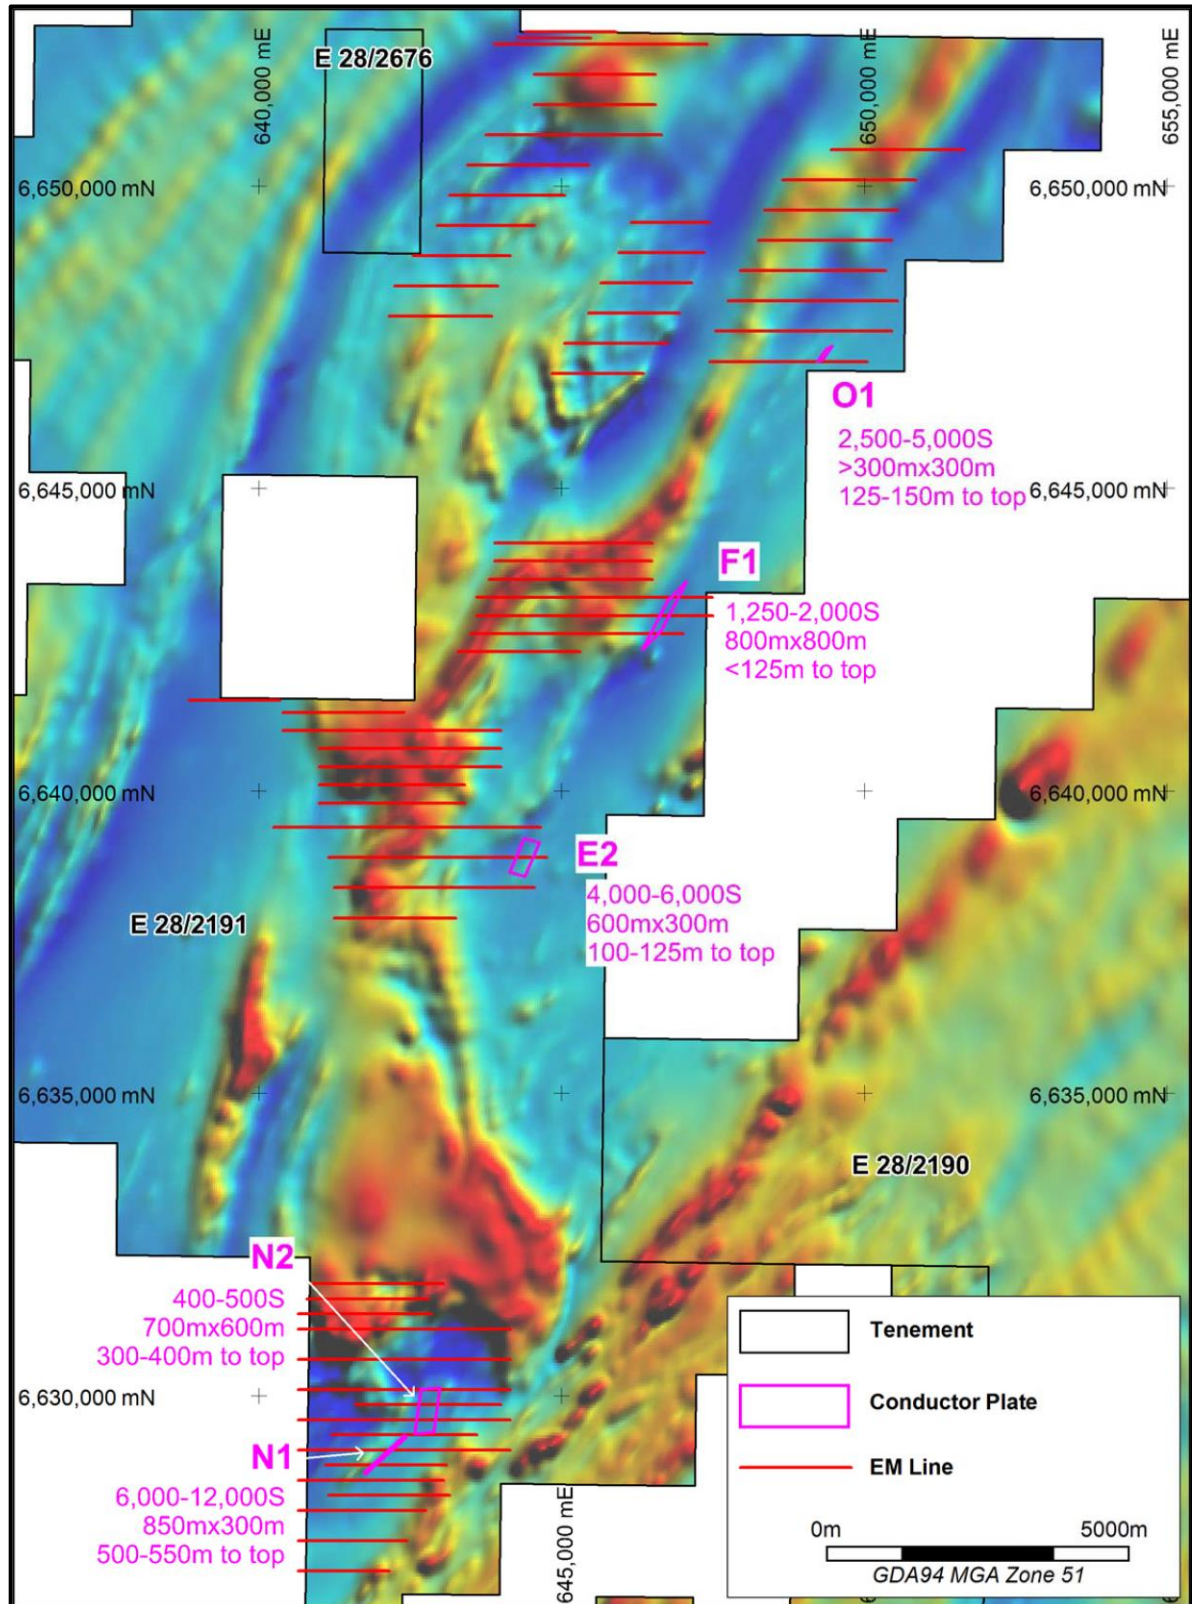 E 28/2676
640,000 mE
650,000 mE
655,000 mE
6,650,000 mN
6,650,000 mN
O1
2,500-5,000S
>300mx300m
125-150m to top
6,645,000 mN
6,645,000 mN
F1
1,250-2,000S
800mx800m
<125m to top
6,640,000 mN
6,640,000 mN
E2
4,000-6,000S
600mx300m
100-125m to top
E 28/2191
6,635,000 mN
6,635,000 mN
E 28/2190
N2
400-500S
700mx600m
300-400m to top
6,630,000 mN
N1
6,000-12,000S
850mx300m
500-550m to top
645,000 mE
Tenement
Conductor Plate
EM Line
0m 5000m
GDA94 MGA Zone 51